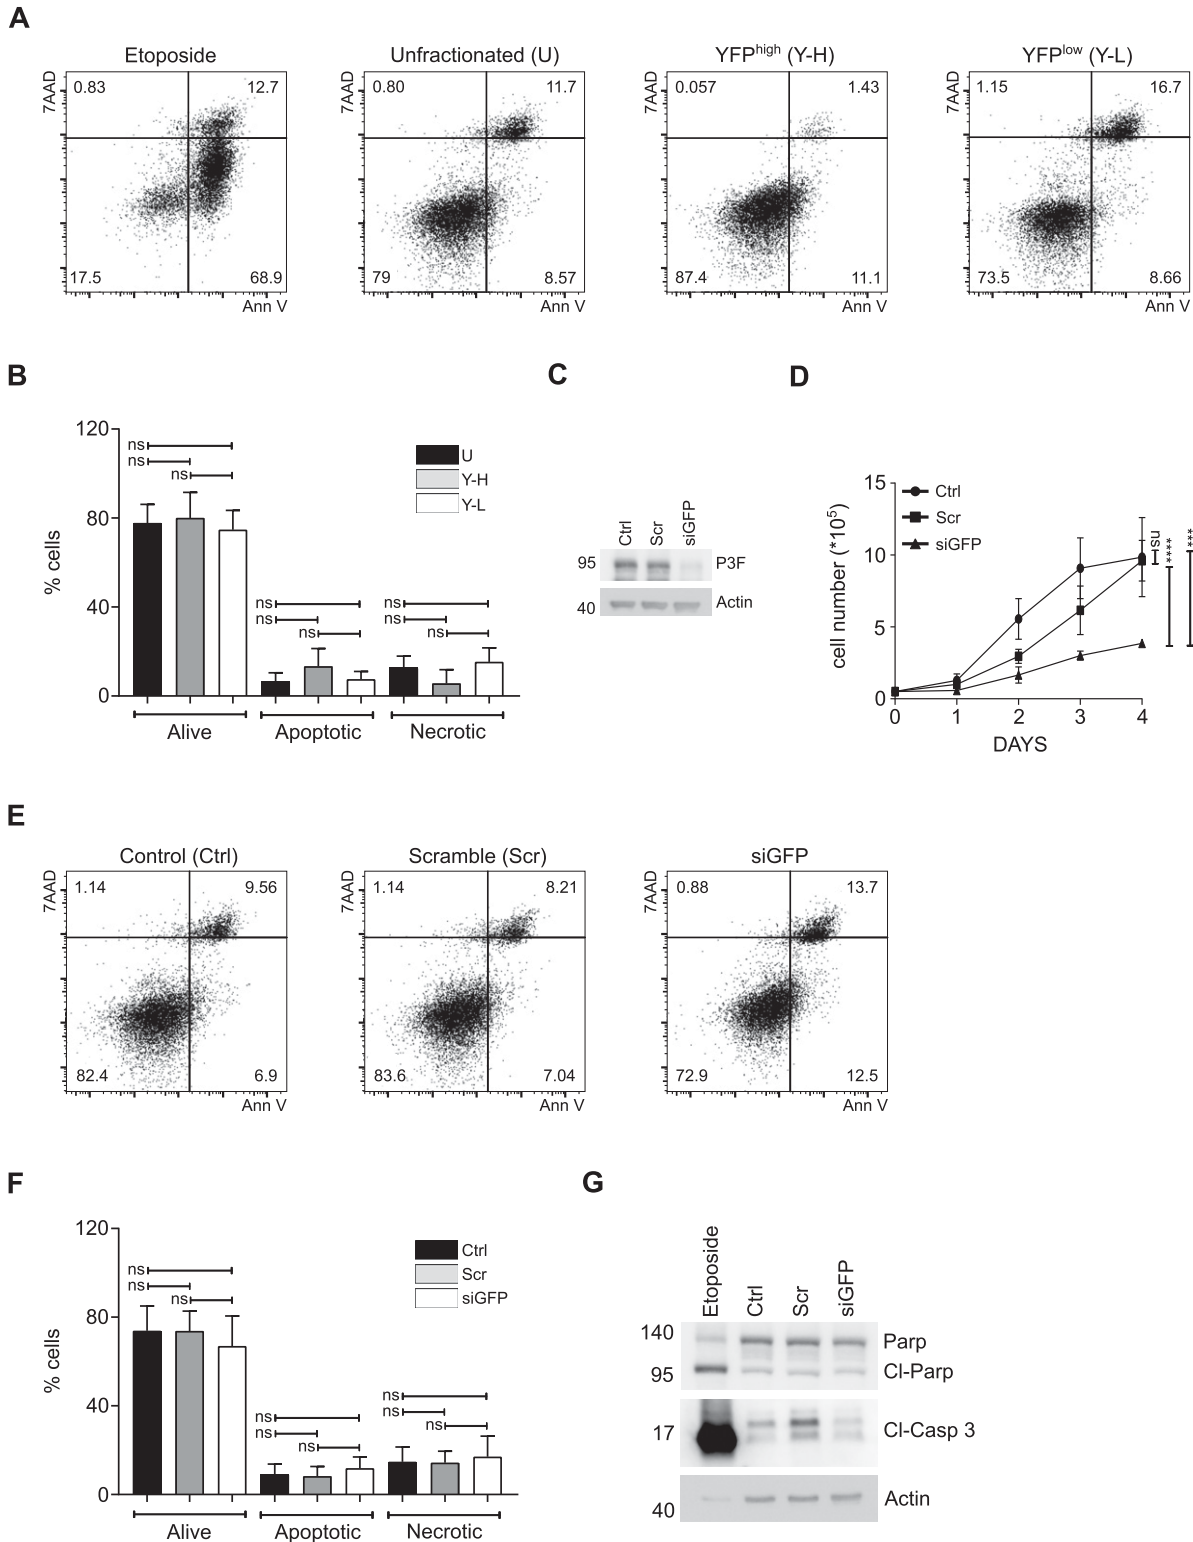 A
Etoposide
Unfractionated (U)
YFPhigh (Y-H)
YFPlow (Y-L)
7AAD
0.83
12.7
17.5
68.9
Ann V
7AAD
0.80
11.7
79
8.57
Ann V
7AAD
0.057
1.43
87.4
11.1
Ann V
7AAD
1.15
16.7
73.5
8.66
Ann V
B
% cells
120
80
40
0
ns
ns
ns
ns
ns
ns
ns
ns
ns
U
Y-H
Y-L
Alive
Apoptotic
Necrotic
C
Ctrl
Scr
siGFP
95
P3F
40
Actin
D
cell number (*10^5)
15
10
5
0
Ctrl
Scr
siGFP
ns
****
***
0
1
2
3
4
DAYS
E
Control (Ctrl)
Scramble (Scr)
siGFP
7AAD
1.14
9.56
82.4
6.9
Ann V
7AAD
1.14
8.21
83.6
7.04
Ann V
7AAD
0.88
13.7
72.9
12.5
Ann V
F
% cells
120
80
40
0
ns
ns
ns
ns
ns
ns
ns
ns
ns
Ctrl
Scr
siGFP
Alive
Apoptotic
Necrotic
G
Etoposide
Ctrl
Scr
siGFP
140
Parp
95
Cl-Parp
17
Cl-Casp 3
40
Actin